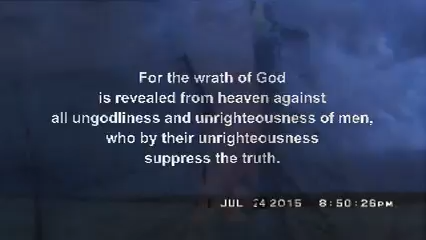 For the wrath of God
is revealed from heaven against
all ungodliness and unrighteousness of men,
who by their unrighteousness
suppress the truth.
JUL 24 2015 8:50:26PM